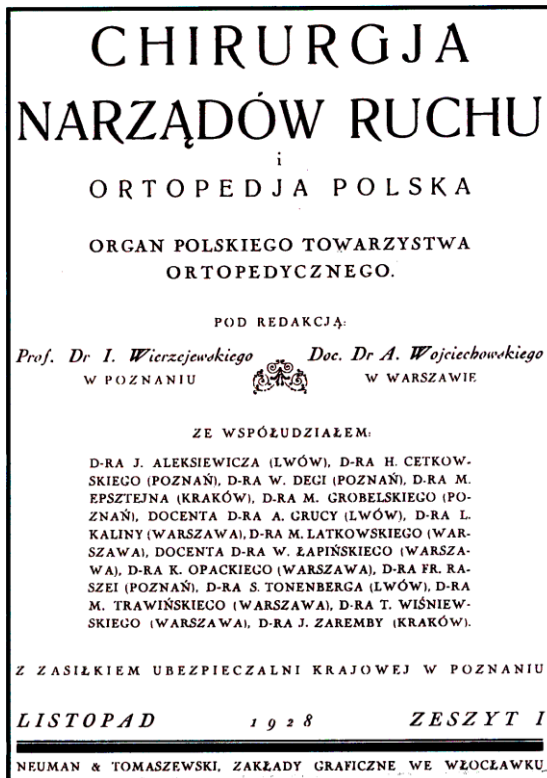 CHIRURGJA
NARZĄDÓW RUCHU
i
ORTOPEDJA POLSKA
ORGAN POLSKIEGO TOWARZYSTWA
ORTOPEDYCZNEGO.
POD REDAKCJĄ:
Prof. Dr I. Wierzejewskiego Doc. Dr A. Wojciechowskiego
W POZNANIU W WARSZAWIE
ZE WSPÓŁUDZIAŁEM:
D-RA J. ALEKSIEWICZA (LWÓW), D-RA H. CETKOW-
SKIEGO (POZNAŃ), D-RA W. DEGI (POZNAŃ), D-RA M.
EPSZTEJNA (KRAKÓW), D-RA M. GROBELSKIEGO (PO-
ZNAŃ), DOCENTA D-RA A. GRUCY (LWÓW), D-RA L.
KALINY (WARSZAWA), D-RA M. LATKOWSKIEGO (WAR-
SZAWA), DOCENTA D-RA W. ŁAPIŃSKIEGO (WARSZA-
WA), D-RA K. OPACKIEGO (WARSZAWA), D-RA FR. RA-
SZEI (POZNAŃ), D-RA S. TONENBERGA (LWÓW), D-RA
M. TRAWIŃSKIEGO (WARSZAWA), D-RA T. WIŚNIEW-
SKIEGO (WARSZAWA), D-RA J. ZAREMBY (KRAKÓW).
Z ZASIŁKIEM UBEZPIECZALNI KRAJOWEJ W POZNANIU
LISTOPAD 1928 ZESZYT I
NEUMAN & TOMASZEWSKI, ZAKŁADY GRAFICZNE WE WŁOCŁAWKU